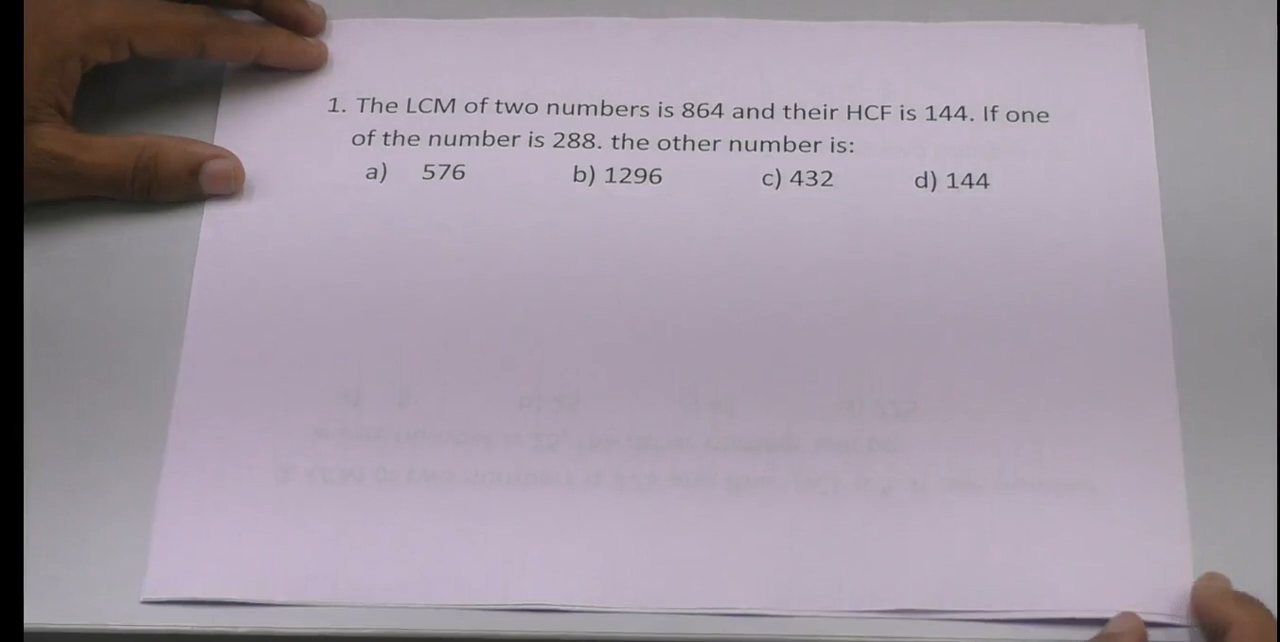 1. The LCM of two numbers is 864 and their HCF is 144. If one
of the number is 288. the other number is:
a) 576 b) 1296 c) 432 d) 144